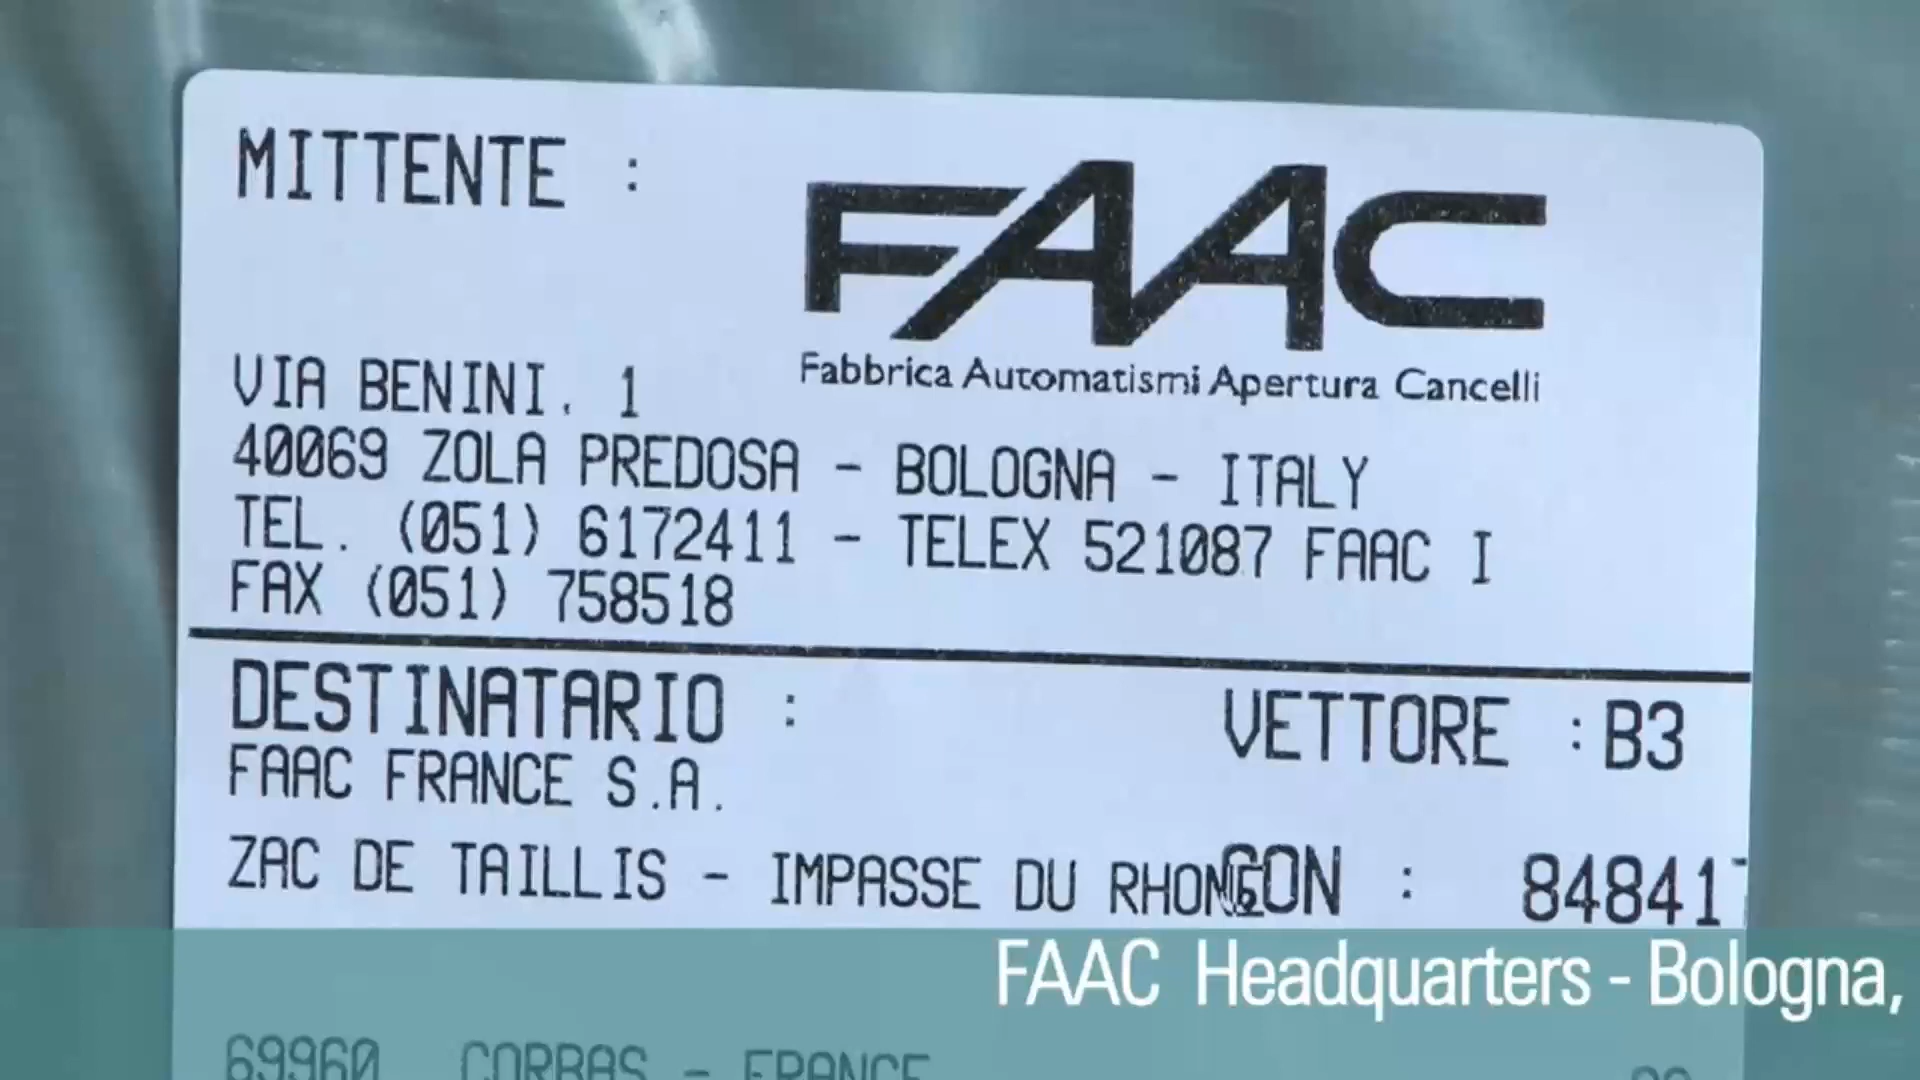 MITTENTE :
FAAC
Fabbrica Automatismi Apertura Cancelli
VIA BENINI, 1
40069 ZOLA PREDOSA - BOLOGNA - ITALY
TEL. (051) 6172411 - TELEX 521087 FAAC I
FAX (051) 758518
DESTINATARIO :
VETTORE : B3
FAAC FRANCE S.A.
ZAC DE TAILLIS - IMPASSE DU
CON : 84841
FAAC Headquarters - Bologna,
69960 CORBAS - FRANCE